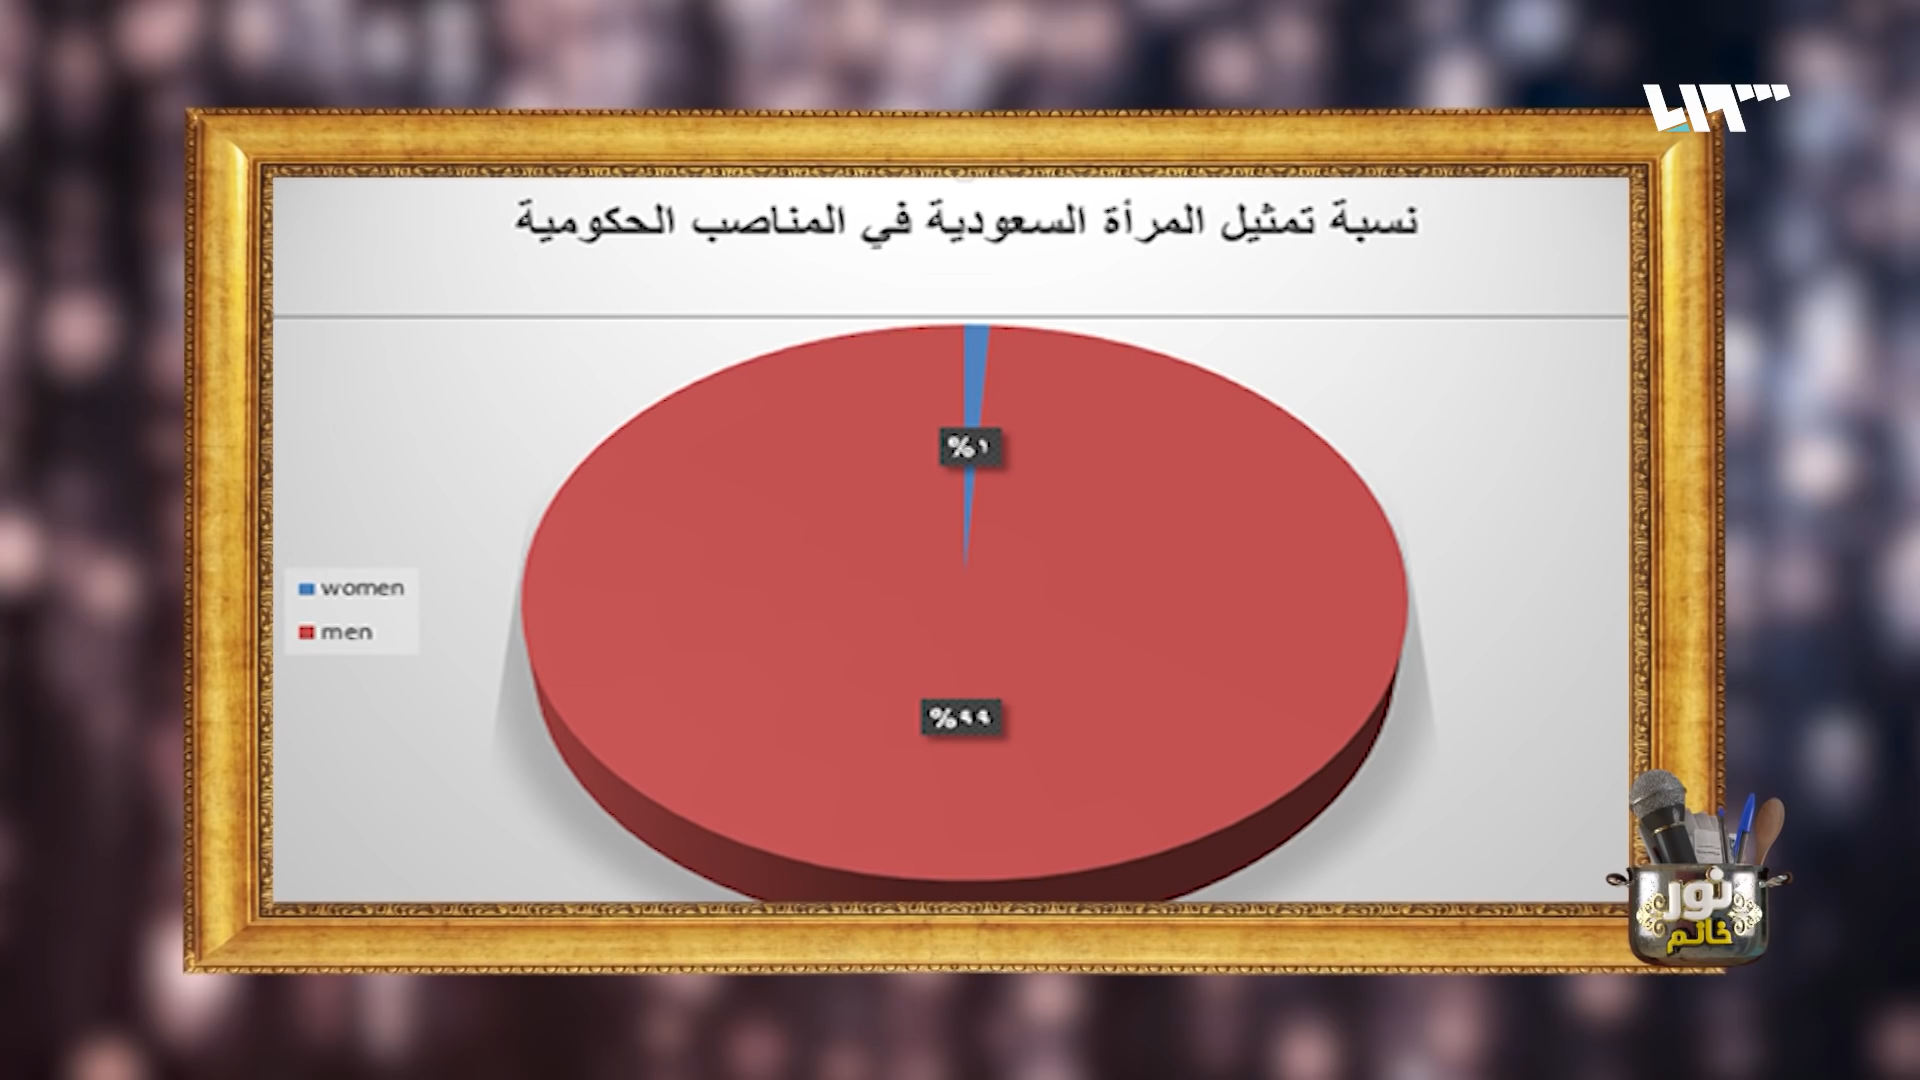 نسبة تمثيل المرأة السعودية في المناصب الحكومية
%١
women
men
%٩٩
نور
خانم